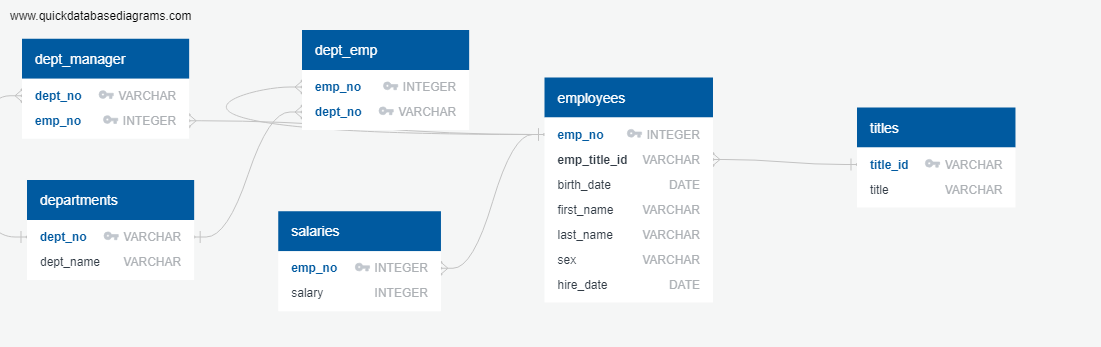 www.quickdatabasediagrams.com
dept_manager
dept_no VARCHAR
emp_no INTEGER
dept_emp
emp_no INTEGER
dept_no VARCHAR
employees
emp_no INTEGER
emp_title_id VARCHAR
birth_date DATE
first_name VARCHAR
last_name VARCHAR
sex VARCHAR
hire_date DATE
titles
title_id VARCHAR
title VARCHAR
departments
dept_no VARCHAR
dept_name VARCHAR
salaries
emp_no INTEGER
salary INTEGER